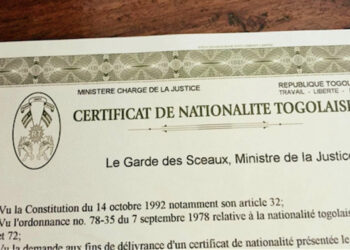 MINISTERE CHARGE DE LA JUSTICE
REPUBLIQUE TOGO
TRAVAIL - LIBERTE -
CERTIFICAT DE NATIONALITE TOGOLAISE
Le Garde des Sceaux, Ministre de la Justice
Vu la Constitution du 14 octobre 1992 notamment son article 32;
Vu l'ordonnance no. 78-35 du 7 septembre 1978 relative à la nationalité togolais
et 72;
Vu la demande aux fins de délivrance d'un certificat de nationalité présentée le